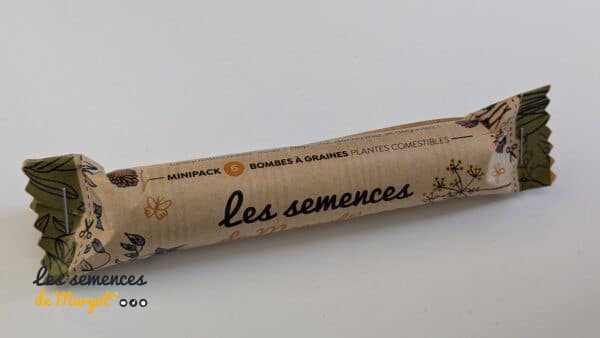 MINIPACK 6 BOMBES À GRAINES PLANTES COMESTIBLES
les semences
Les semences
de Margot